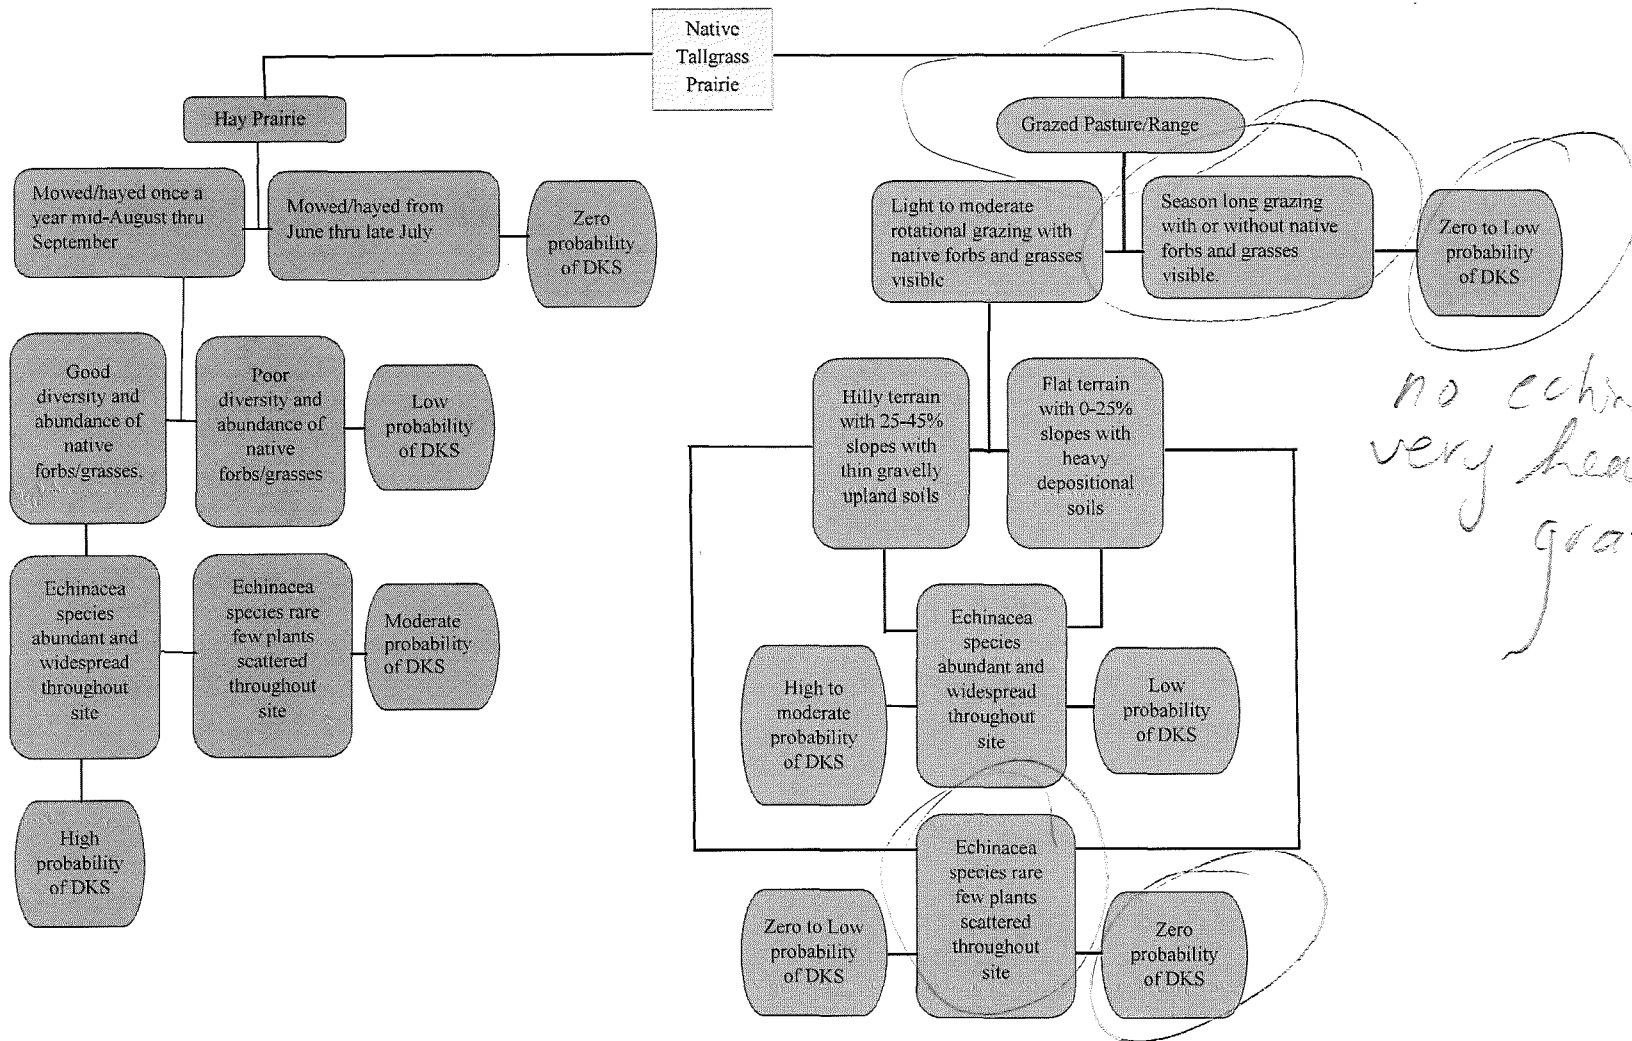 Native
Tallgrass
Prairie
Hay Prairie
Grazed Pasture/Range
Mowed/hayed once a
year mid-August thru
September
Mowed/hayed from
June thru late July
Zero
probability
of DKS
Light to moderate
rotational grazing with
native forbs and grasses
visible
Season long grazing
with or without native
forbs and grasses
visible.
Zero to Low
probability
of DKS
Good
diversity and
abundance of
native
forbs/grasses.
Poor
diversity and
abundance of
native
forbs/grasses
Low
probability
of DKS
Hilly terrain
with 25-45%
slopes with
thin gravelly
upland soils
Flat terrain
with 0-25%
slopes with
heavy
depositional
soils
no
very
Echinacea
species
abundant and
widespread
throughout
site
Echinacea
species rare
few plants
scattered
throughout
site
Moderate
probability
of DKS
Echinacea
species
abundant and
widespread
throughout
site
High to
moderate
probability
of DKS
Low
probability
of DKS
High
probability
of DKS
Echinacea
species rare
few plants
scattered
throughout
site
Zero to Low
probability
of DKS
Zero
probability
of DKS